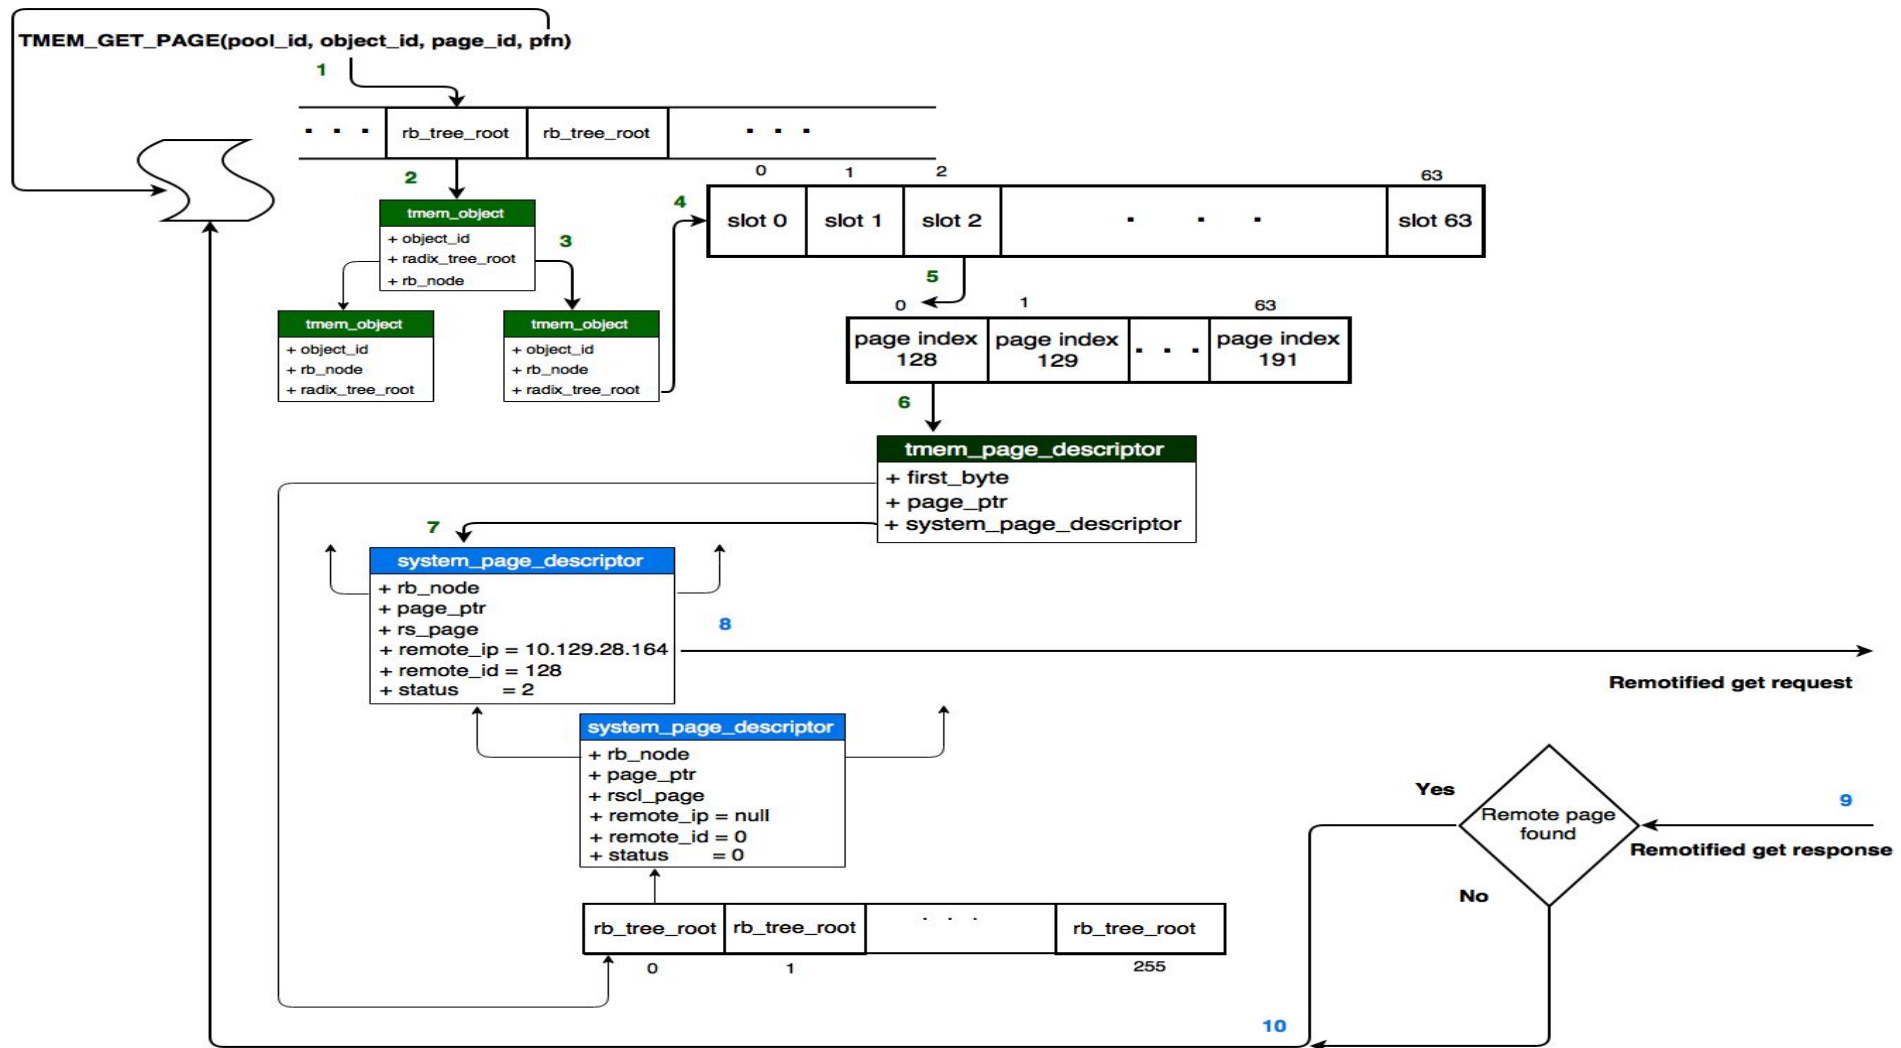 TMEM_GET_PAGE(pool_id, object_id, page_id, pfn)
1
. . . rb_tree_root rb_tree_root . . .
2
0 1 2 63
4
slot 0 slot 1 slot 2 . . . slot 63
tmem_object
+ object_id
+ radix_tree_root
+ rb_node
3
5
0 1 63
tmem_object
+ object_id
+ rb_node
+ radix_tree_root
tmem_object
+ object_id
+ rb_node
+ radix_tree_root
page index
128
page index
129
. . .
page index
191
6
tmem_page_descriptor
+ first_byte
+ page_ptr
+ system_page_descriptor
7
system_page_descriptor
+ rb_node
+ page_ptr
+ rs_page
+ remote_ip = 10.129.28.164
+ remote_id = 128
+ status = 2
8
Remotified get request
system_page_descriptor
+ rb_node
+ page_ptr
+ rscl_page
+ remote_ip = null
+ remote_id = 0
+ status = 0
Yes
Remote page
found
9
Remotified get response
No
rb_tree_root rb_tree_root . . . rb_tree_root
0 1 255
10